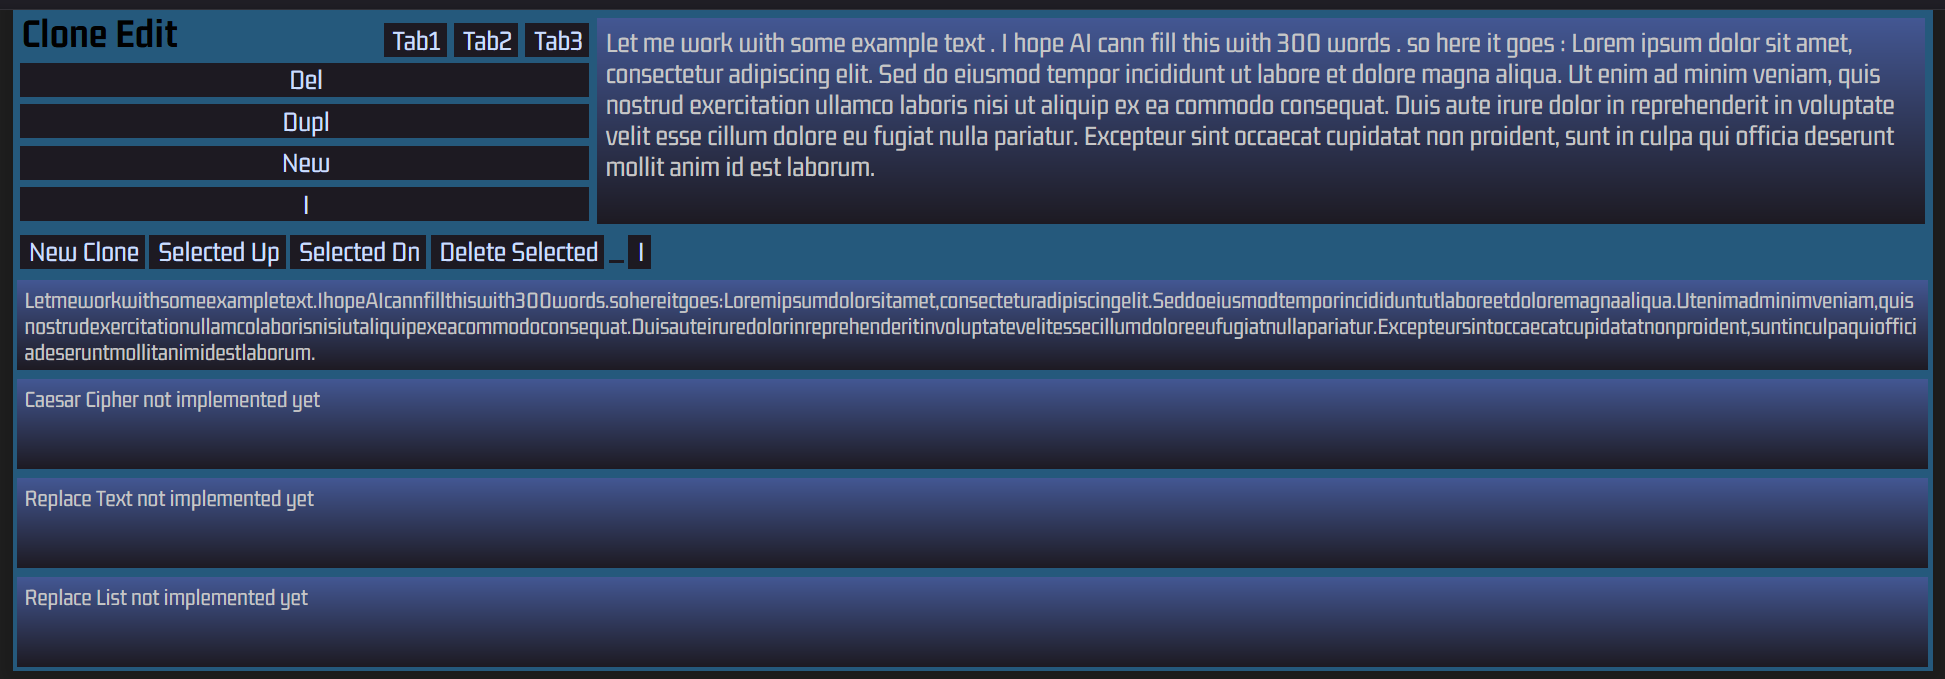 Clone Edit
Tab1 Tab2 Tab3
Del
Dupl
New
I
Let me work with some example text . I hope AI cann fill this with 300 words . so here it goes : Lorem ipsum dolor sit amet,
consectetur adipiscing elit. Sed do eiusmod tempor incididunt ut labore et dolore magna aliqua. Ut enim ad minim veniam, quis
nostrud exercitation ullamco laboris nisi ut aliquip ex ea commodo consequat. Duis aute irure dolor in reprehenderit in voluptate
velit esse cillum dolore eu fugiat nulla pariatur. Excepteur sint occaecat cupidatat non proident, sunt in culpa qui officia deserunt
mollit anim id est laborum.
New Clone Selected Up Selected Dn Delete Selected _ I
Letmeworkwithsomeexampletext.IhopeAIcannfillthiswith300words.sohereitgoes:Loremipsumdolorsitamet,consecteturadipiscingelit.Seddoeiusmodtemporincididuntutlaboreetdoloremagnaaliqua.Utenimadminimveniam,quis
nostrudexercitationullamcolaborisnisiutaliquipexeacommodoconsequat.Duisauteiruredolorinreprehenderitinvoluptatevelitessecillumdoloreeufugiatnullapariatur.Excepteursintoccaecatcupidatatnonproident,suntinculpaquioffici
adeseruntmollitanimidestlaborum.
Caesar Cipher not implemented yet
Replace Text not implemented yet
Replace List not implemented yet